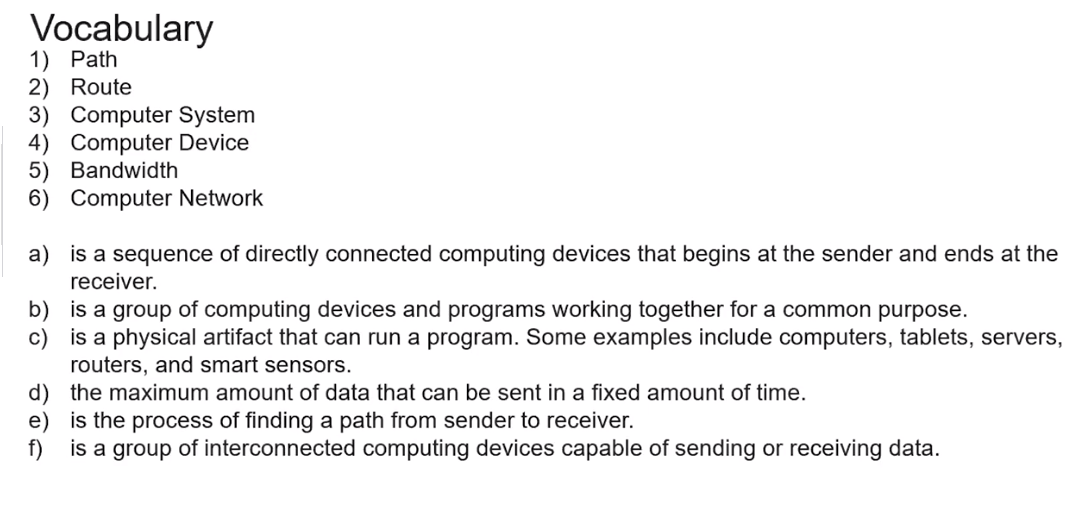 Vocabulary
1) Path
2) Route
3) Computer System
4) Computer Device
5) Bandwidth
6) Computer Network
a) is a sequence of directly connected computing devices that begins at the sender and ends at the
receiver.
b) is a group of computing devices and programs working together for a common purpose.
c) is a physical artifact that can run a program. Some examples include computers, tablets, servers,
routers, and smart sensors.
d) the maximum amount of data that can be sent in a fixed amount of time.
e) is the process of finding a path from sender to receiver.
f) is a group of interconnected computing devices capable of sending or receiving data.